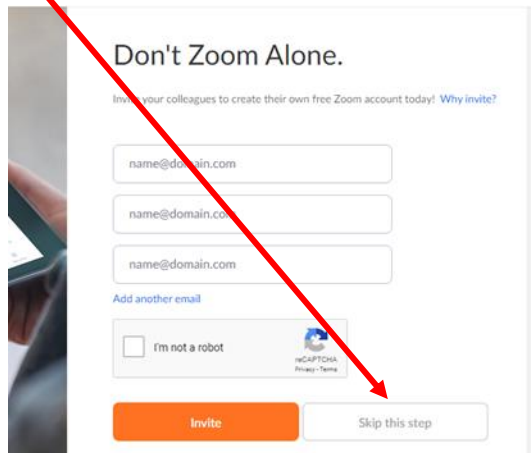 Don't Zoom Alone.
Invite your colleagues to create their own free Zoom account today! Why invite?
name@domain.com
name@domain.com
name@domain.com
Add another email
I'm not a robot
reCAPTCHA
Privacy - Terms
Invite
Skip this step